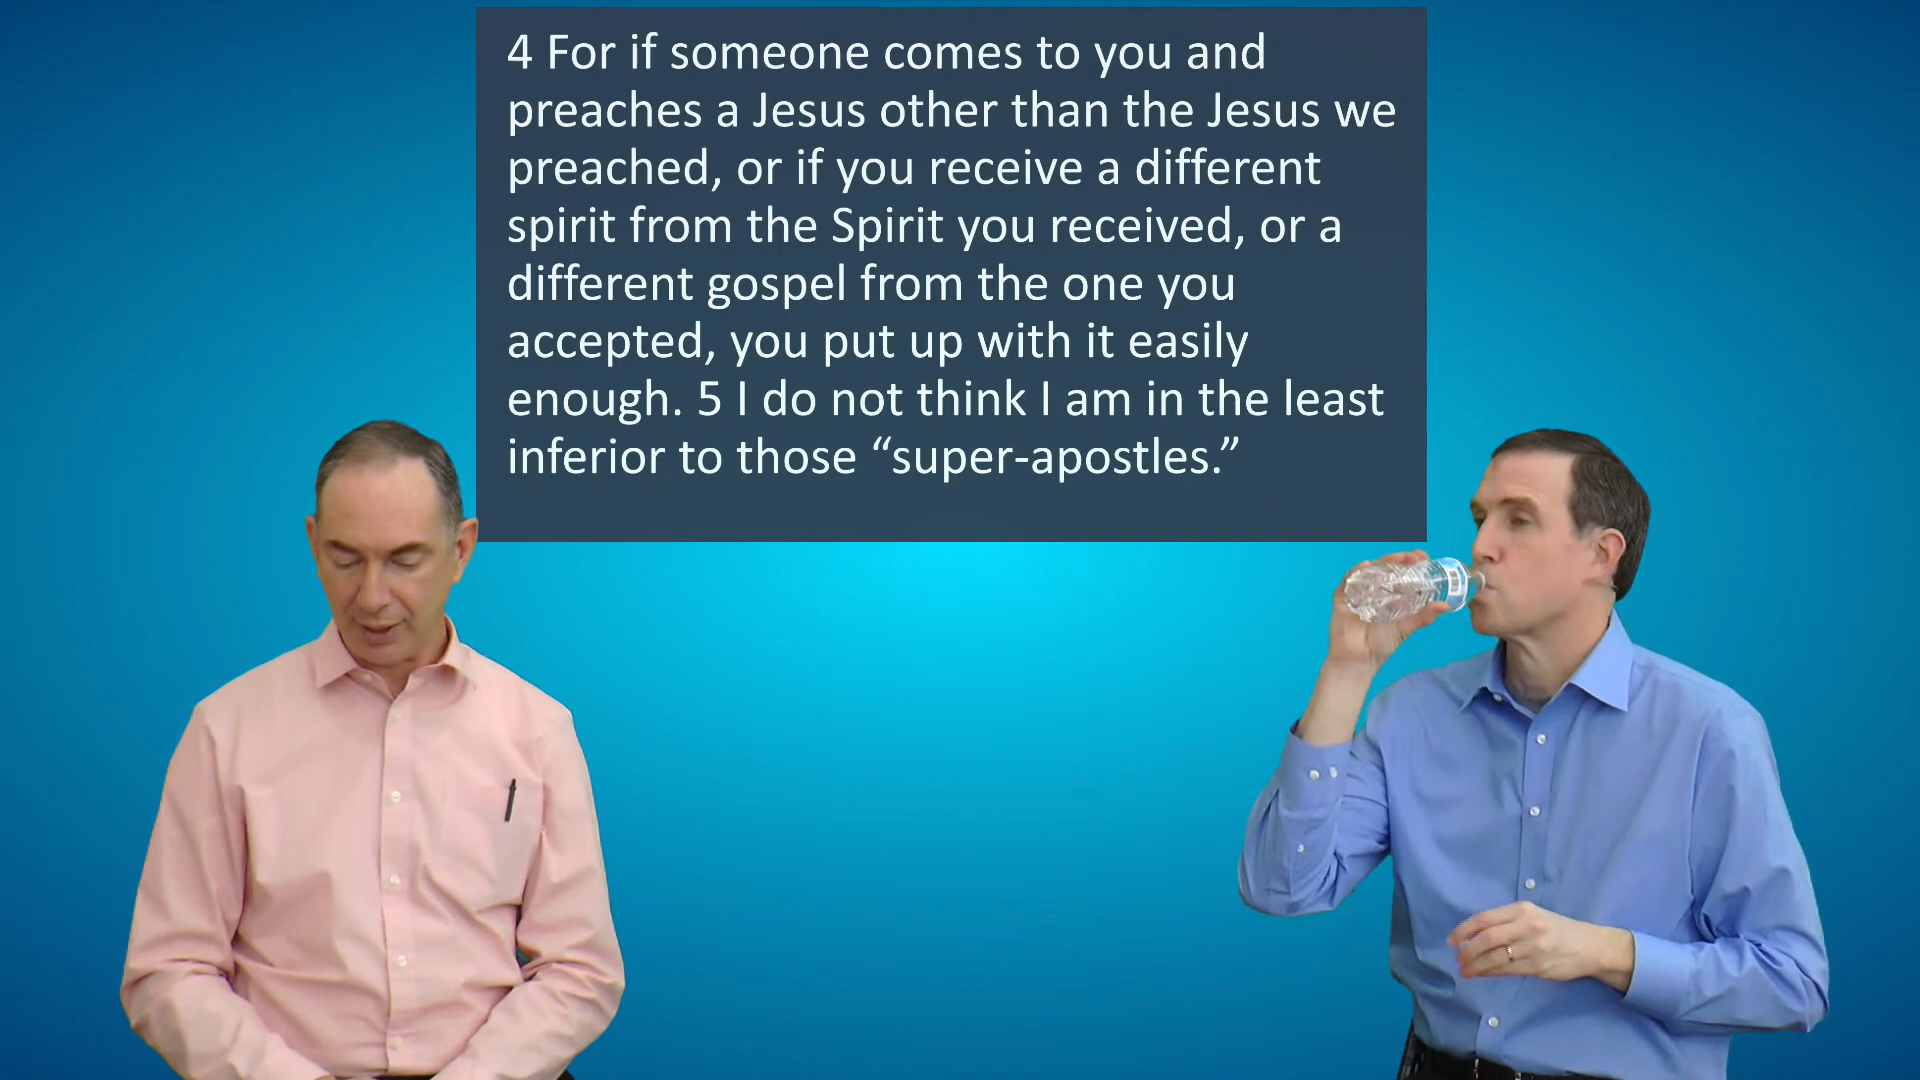 4 For if someone comes to you and
preaches a Jesus other than the Jesus we
preached, or if you receive a different
spirit from the Spirit you received, or a
different gospel from the one you
accepted, you put up with it easily
enough. 5 I do not think I am in the least
inferior to those “super-apostles.”